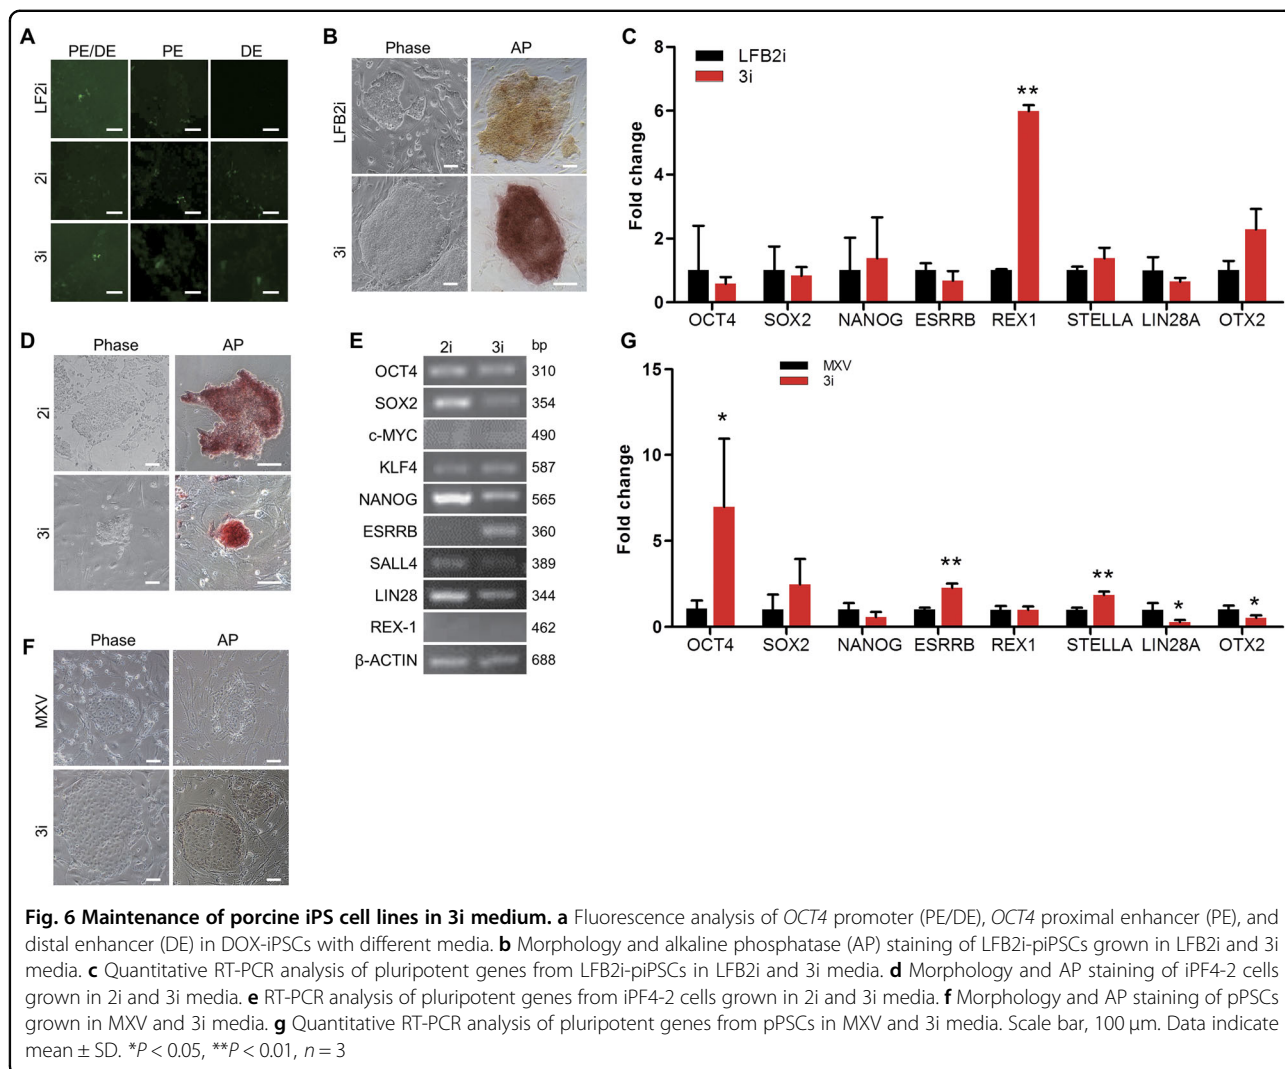 A
PE/DE PE DE
LF2i
2i
3i
B
Phase AP
LFB2i
3i
C
LFB2i
3i
Fold change
8
6
4
2
0
**
OCT4 SOX2 NANOG ESRRB REX1 STELLA LIN28A OTX2
D
Phase AP
2i
3i
E
2i 3i bp
OCT4 310
SOX2 354
c-MYC 490
KLF4 587
NANOG 565
ESRRB 360
SALL4 389
LIN28 344
REX-1 462
β-ACTIN 688
F
Phase AP
MXV
3i
G
MXV
3i
Fold change
15
10
5
0
* ** ** * *
OCT4 SOX2 NANOG ESRRB REX1 STELLA LIN28A OTX2
Fig. 6 Maintenance of porcine iPS cell lines in 3i medium. a Fluorescence analysis of OCT4 promoter (PE/DE), OCT4 proximal enhancer (PE), and
distal enhancer (DE) in DOX-iPSCs with different media. b Morphology and alkaline phosphatase (AP) staining of LFB2i-piPSCs grown in LFB2i and 3i
media. c Quantitative RT-PCR analysis of pluripotent genes from LFB2i-piPSCs in LFB2i and 3i media. d Morphology and AP staining of iPF4-2 cells
grown in 2i and 3i media. e RT-PCR analysis of pluripotent genes from iPF4-2 cells grown in 2i and 3i media. f Morphology and AP staining of pPSCs
grown in MXV and 3i media. g Quantitative RT-PCR analysis of pluripotent genes from pPSCs in MXV and 3i media. Scale bar, 100 μm. Data indicate
mean ± SD. *P < 0.05, **P < 0.01, n = 3